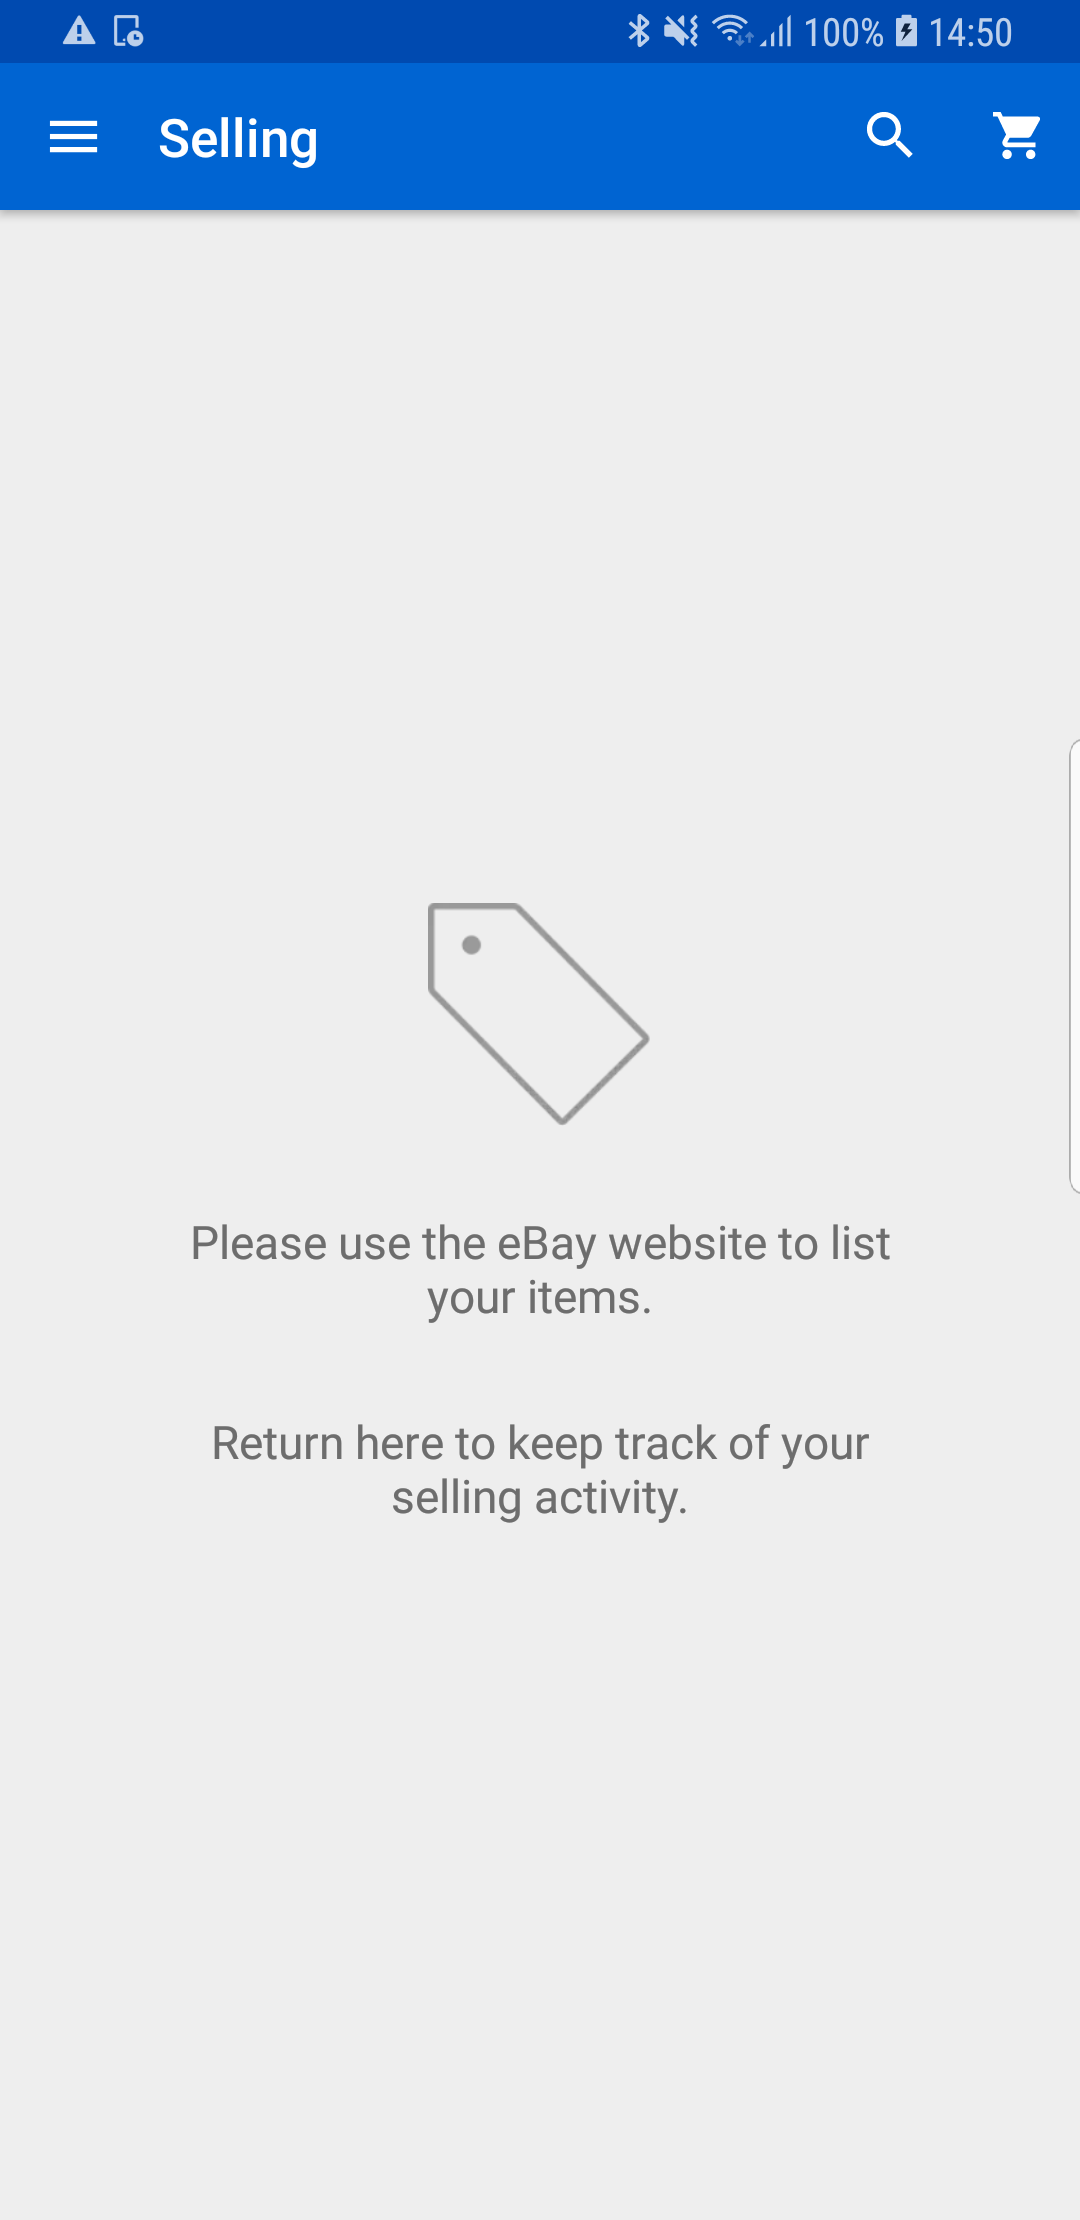 100% 14:50
Selling
Please use the eBay website to list
your items.
Return here to keep track of your
selling activity.